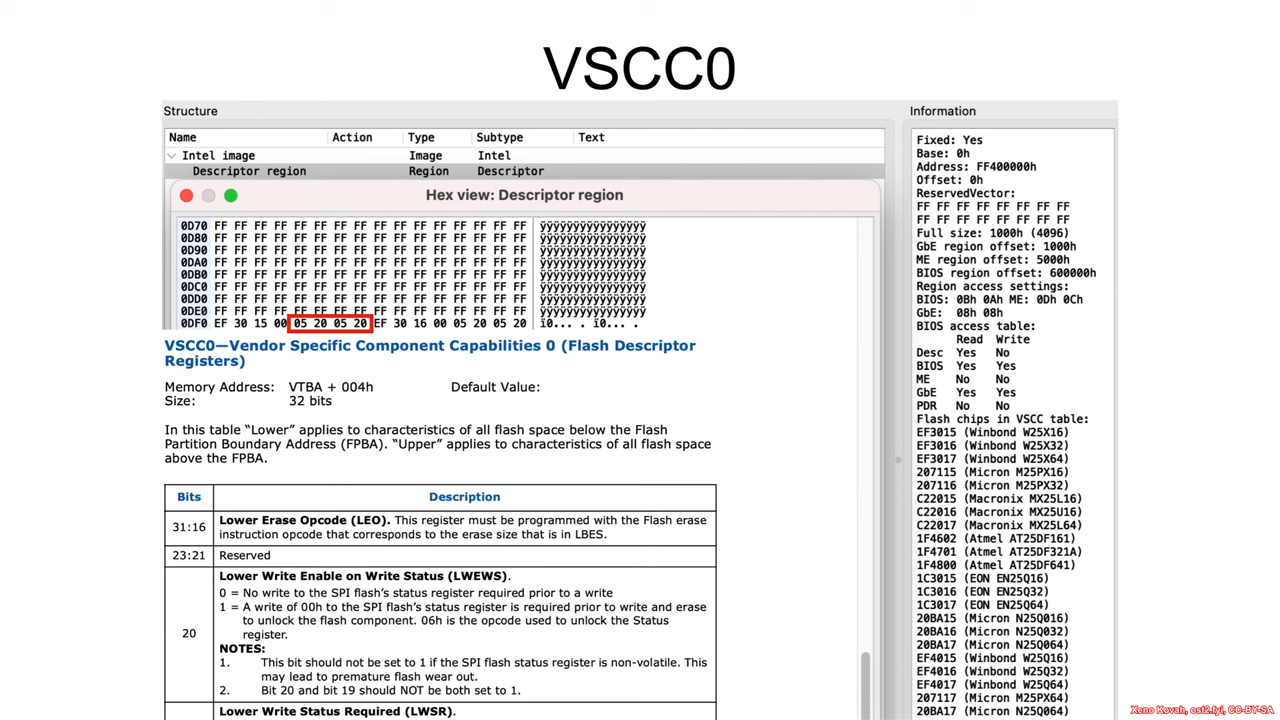 VSCC0
Structure
Name Action Type Subtype Text
Intel image Image Intel
Descriptor region Region Descriptor
Hex view: Descriptor region
0D70 FF FF FF FF FF FF FF FF FF FF FF FF FF FF FF FF ÿÿÿÿÿÿÿÿÿÿÿÿÿÿÿÿ
0D80 FF FF FF FF FF FF FF FF FF FF FF FF FF FF FF FF ÿÿÿÿÿÿÿÿÿÿÿÿÿÿÿÿ
0D90 FF FF FF FF FF FF FF FF FF FF FF FF FF FF FF FF ÿÿÿÿÿÿÿÿÿÿÿÿÿÿÿÿ
0DA0 FF FF FF FF FF FF FF FF FF FF FF FF FF FF FF FF ÿÿÿÿÿÿÿÿÿÿÿÿÿÿÿÿ
0DB0 FF FF FF FF FF FF FF FF FF FF FF FF FF FF FF FF ÿÿÿÿÿÿÿÿÿÿÿÿÿÿÿÿ
0DC0 FF FF FF FF FF FF FF FF FF FF FF FF FF FF FF FF ÿÿÿÿÿÿÿÿÿÿÿÿÿÿÿÿ
0DD0 FF FF FF FF FF FF FF FF FF FF FF FF FF FF FF FF ÿÿÿÿÿÿÿÿÿÿÿÿÿÿÿÿ
0DE0 FF FF FF FF FF FF FF FF FF FF FF FF FF FF FF FF ÿÿÿÿÿÿÿÿÿÿÿÿÿÿÿÿ
0DF0 EF 30 15 00 05 20 05 20 EF 30 16 00 05 20 05 20 ï0... . ï0... .
VSCC0—Vendor Specific Component Capabilities 0 (Flash Descriptor
Registers)
Memory Address: VTBA + 004h Default Value:
Size: 32 bits
In this table “Lower” applies to characteristics of all flash space below the Flash
Partition Boundary Address (FPBA). “Upper” applies to characteristics of all flash space
above the FPBA.
Bits Description
31:16 Lower Erase Opcode (LEO). This register must be programmed with the Flash erase
instruction opcode that corresponds to the erase size that is in LBES.
23:21 Reserved
Lower Write Enable on Write Status (LWEWS).
0 = No write to the SPI flash’s status register required prior to a write
1 = A write of 00h to the SPI flash’s status register is required prior to write and erase
to unlock the flash component. 06h is the opcode used to unlock the Status
20 register.
NOTES:
1. This bit should not be set to 1 if the SPI flash status register is non-volatile. This
may lead to premature flash wear out.
2. Bit 20 and bit 19 should NOT be both set to 1.
Lower Write Status Required (LWSR).
Information
Fixed: Yes
Base: 0h
Address: FF400000h
Offset: 0h
ReservedVector:
FF FF FF FF FF FF FF FF
FF FF FF FF FF FF FF FF
Full size: 1000h (4096)
GbE region offset: 1000h
ME region offset: 5000h
BIOS region offset: 600000h
Region access settings:
BIOS: 0Bh 0Ah ME: 0Dh 0Ch
GbE: 08h 08h
BIOS access table:
Read Write
Desc Yes No
BIOS Yes Yes
ME No No
GbE Yes Yes
PDR No No
Flash chips in VSCC table:
EF3015 (Winbond W25X16)
EF3016 (Winbond W25X32)
EF3017 (Winbond W25X64)
207115 (Micron M25PX16)
207116 (Micron M25PX32)
C22015 (Macronix MX25L16)
C22016 (Macronix MX25U16)
C22017 (Macronix MX25L64)
1F4602 (Atmel AT25DF161)
1F4701 (Atmel AT25DF321A)
1F4800 (Atmel AT25DF641)
1C3015 (EON EN25Q16)
1C3016 (EON EN25Q32)
1C3017 (EON EN25Q64)
20BA15 (Micron N25Q016)
20BA16 (Micron N25Q032)
20BA17 (Micron N25Q064)
EF4015 (Winbond W25Q16)
EF4016 (Winbond W25Q32)
EF4017 (Winbond W25Q64)
207117 (Micron M25PX64)
20BA17 (Micron N25Q064)
Xeno Kovah, ost2.fyi, CC-BY-SA